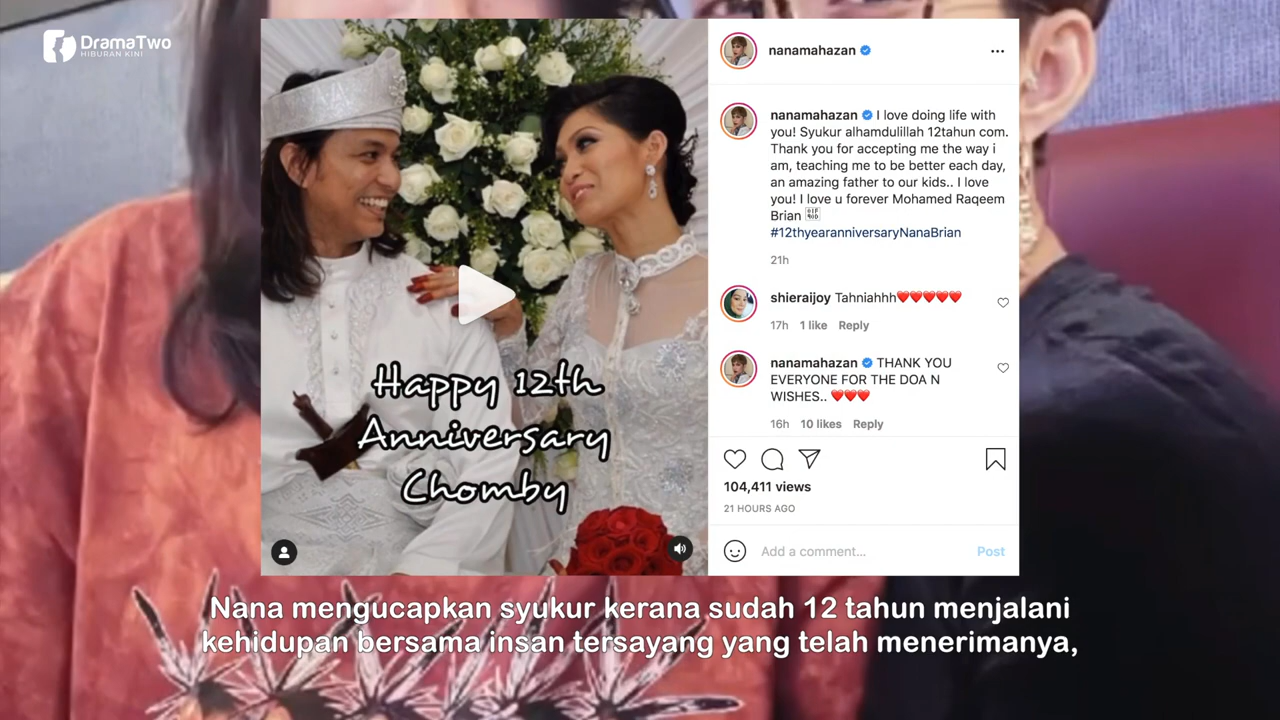 DramaTwo
HIBURAN KINI
nanamahazan
nanamahazan I love doing life with
you! Syukur alhamdulillah 12tahun com.
Thank you for accepting me the way i
am, teaching me to be better each day,
an amazing father to our kids.. I love
you! I love u forever Mohamed Raqeem
Brian
#12thyearanniversaryNanaBrian
21h
shieraijoy Tahniahhh❤️❤️❤️❤️❤️
17h 1 like Reply
nanamahazan THANK YOU
EVERYONE FOR THE DOA N
WISHES.. ❤️❤️❤️
16h 10 likes Reply
104,411 views
21 HOURS AGO
Add a comment... Post
Happy 12th
Anniversary
Chomby
Nana mengucapkan syukur kerana sudah 12 tahun menjalani
kehidupan bersama insan tersayang yang telah menerimanya,